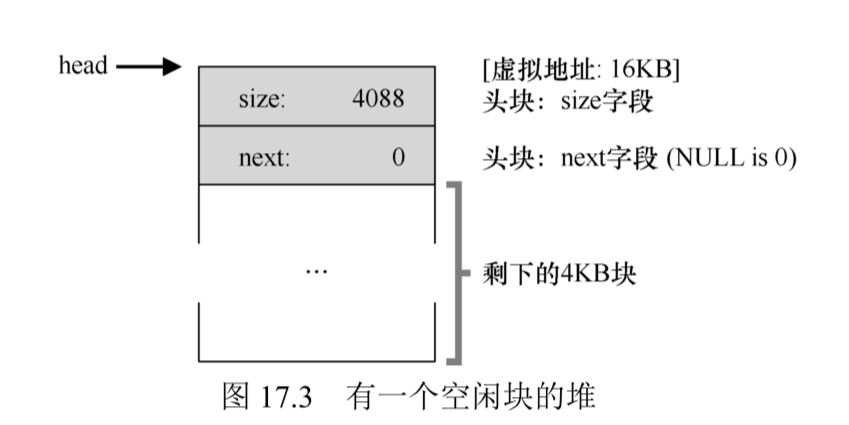 head
[虚拟地址: 16KB]
size: 4088
头块：size字段
next: 0
头块：next字段 (NULL is 0)
...
剩下的4KB块
图 17.3 有一个空闲块的堆